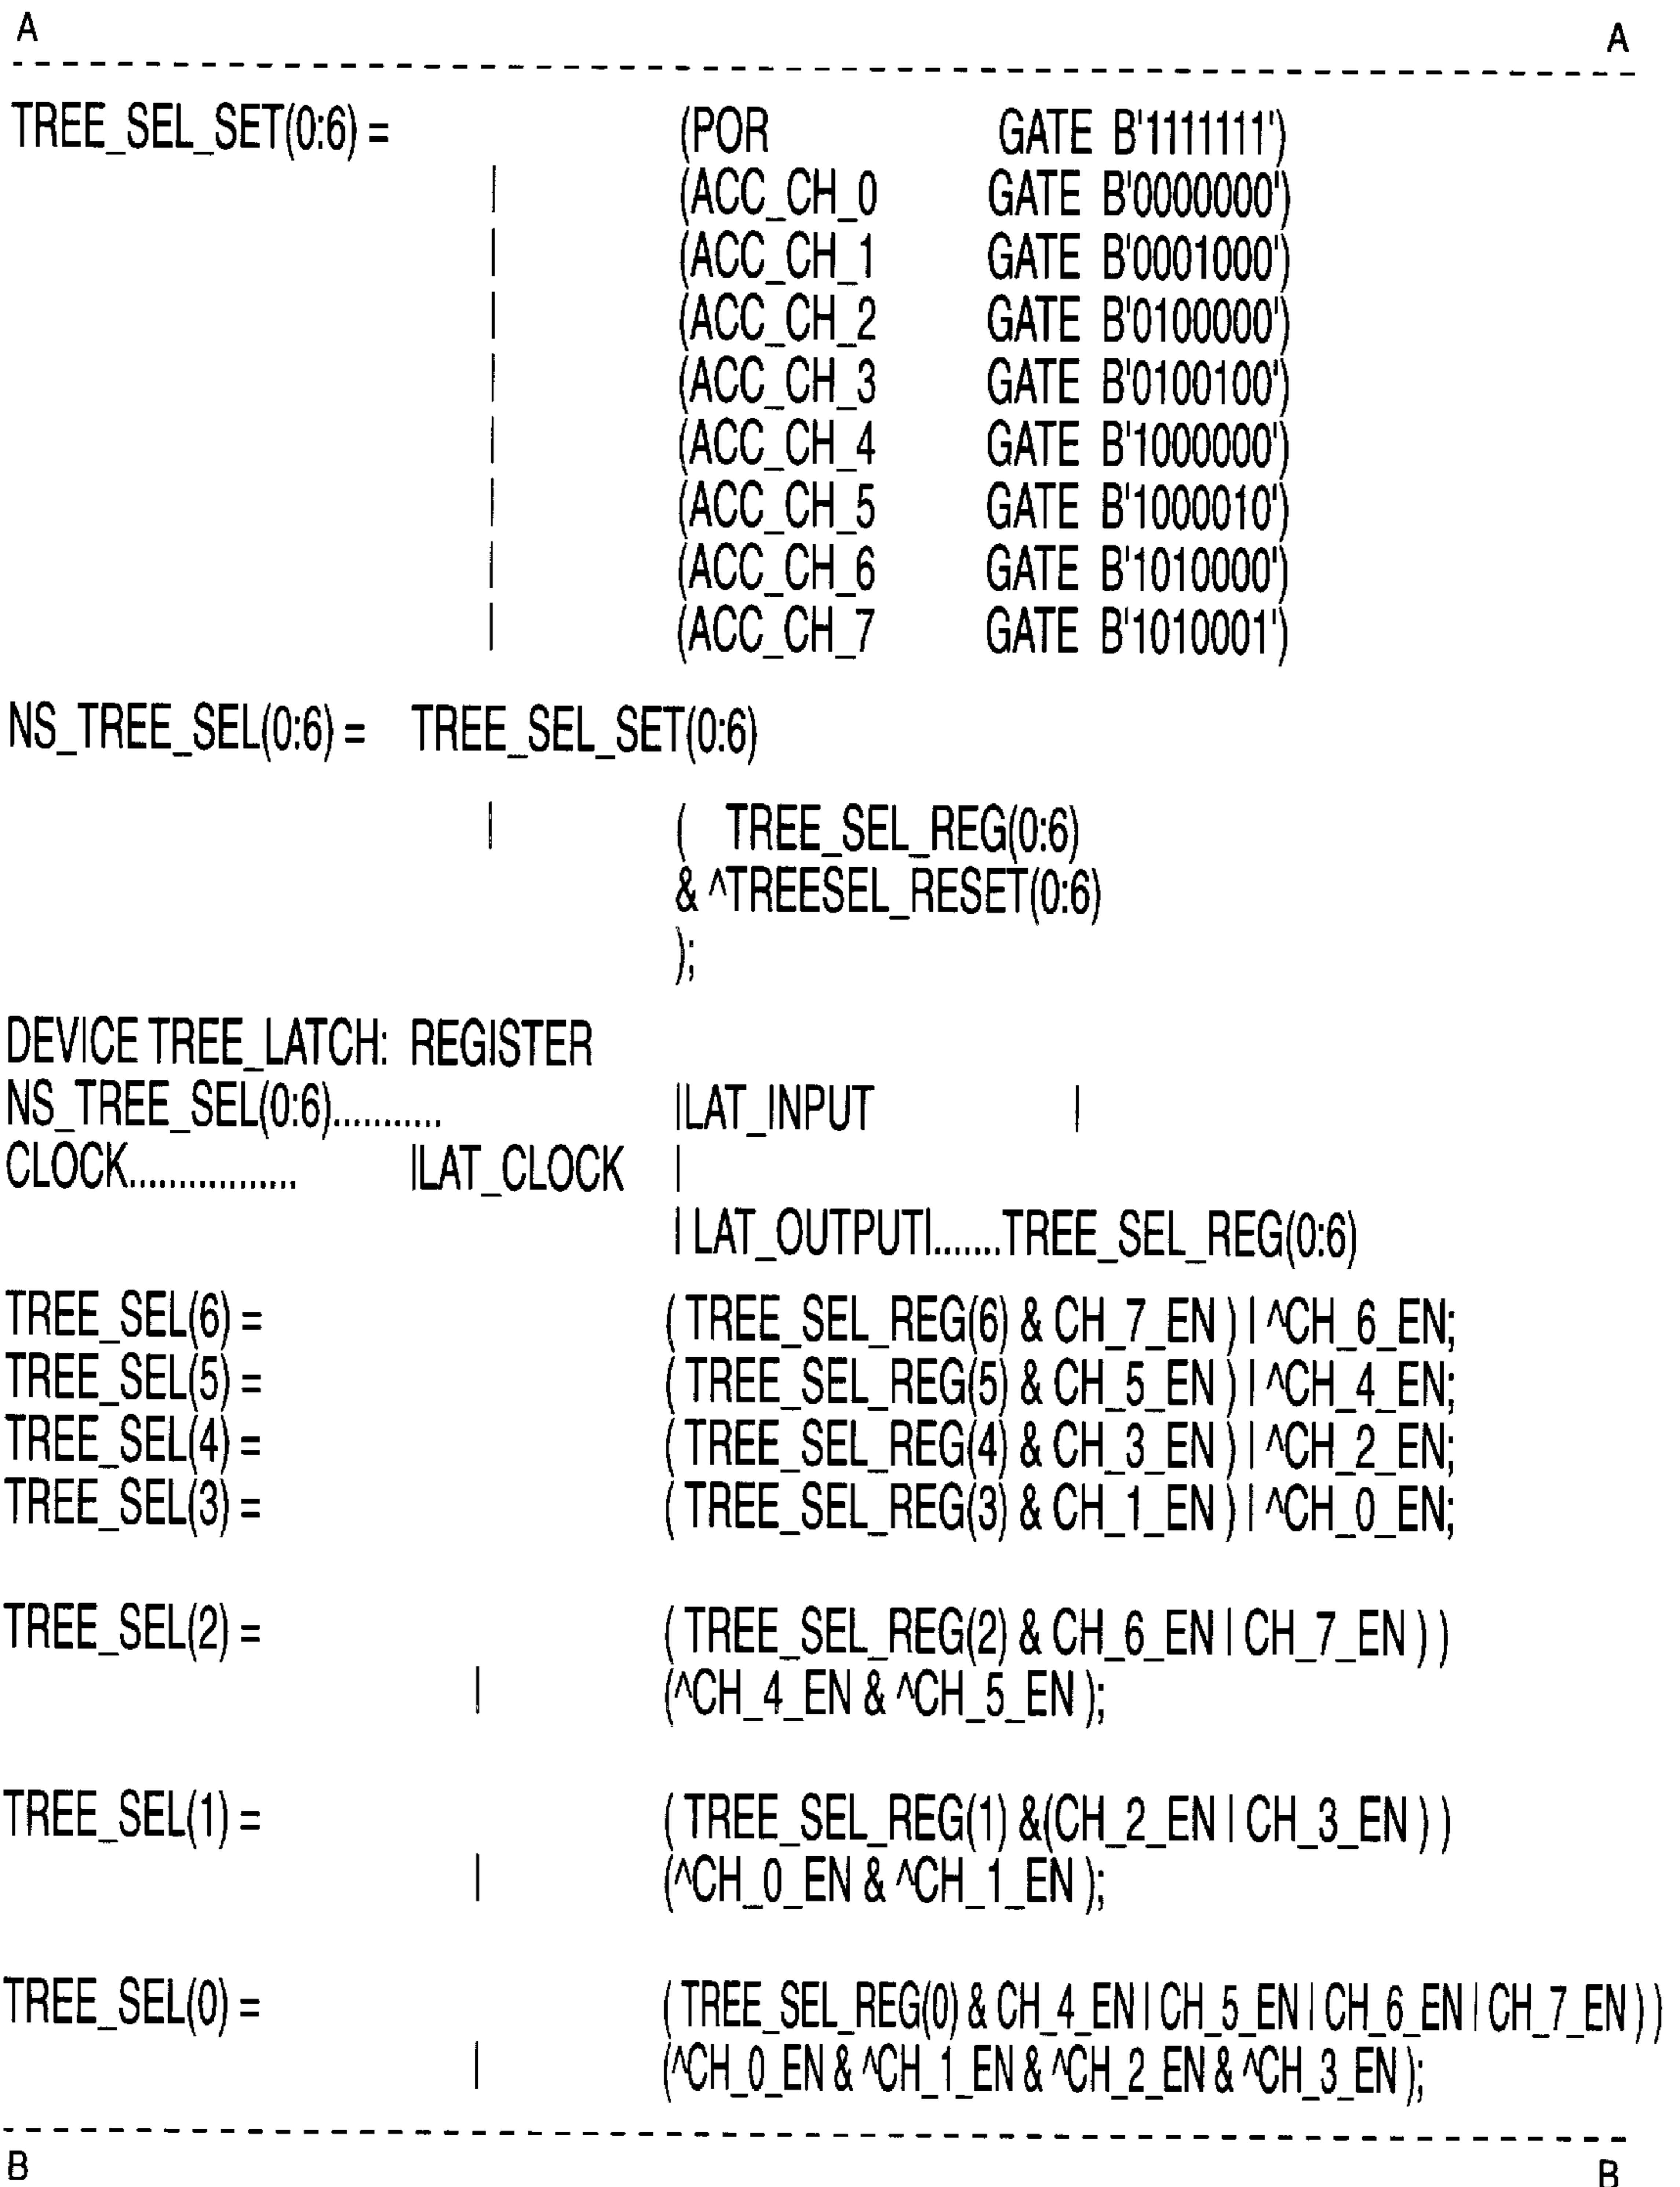 A A
TREE_SEL_SET(0:6) = (POR GATE B'1111111')
| (ACC_CH_0 GATE B'0000000')
| (ACC_CH_1 GATE B'0001000')
| (ACC_CH_2 GATE B'0100000')
| (ACC_CH_3 GATE B'0100100')
| (ACC_CH_4 GATE B'1000000')
| (ACC_CH_5 GATE B'1000010')
| (ACC_CH_6 GATE B'1010000')
| (ACC_CH_7 GATE B'1010001')
NS_TREE_SEL(0:6) = TREE_SEL_SET(0:6)
| ( TREE_SEL_REG(0:6)
& ^TREESEL_RESET(0:6)
);
DEVICE TREE_LATCH: REGISTER
NS_TREE_SEL(0:6)........... |LAT_INPUT |
CLOCK................. |LAT_CLOCK |
| LAT_OUTPUT|.......TREE_SEL_REG(0:6)
TREE_SEL(6) = ( TREE_SEL_REG(6) & CH_7_EN ) | ^CH_6_EN;
TREE_SEL(5) = ( TREE_SEL_REG(5) & CH_5_EN ) | ^CH_4_EN;
TREE_SEL(4) = ( TREE_SEL_REG(4) & CH_3_EN ) | ^CH_2_EN;
TREE_SEL(3) = ( TREE_SEL_REG(3) & CH_1_EN ) | ^CH_0_EN;
TREE_SEL(2) = ( TREE_SEL_REG(2) & CH_6_EN | CH_7_EN ) )
| (^CH_4_EN & ^CH_5_EN );
TREE_SEL(1) = ( TREE_SEL_REG(1) &(CH_2_EN | CH_3_EN ) )
| (^CH_0_EN & ^CH_1_EN );
TREE_SEL(0) = ( TREE_SEL_REG(0) & CH_4_EN | CH_5_EN | CH_6_EN | CH_7_EN ) )
| (^CH_0_EN & ^CH_1_EN & ^CH_2_EN & ^CH_3_EN );
B B